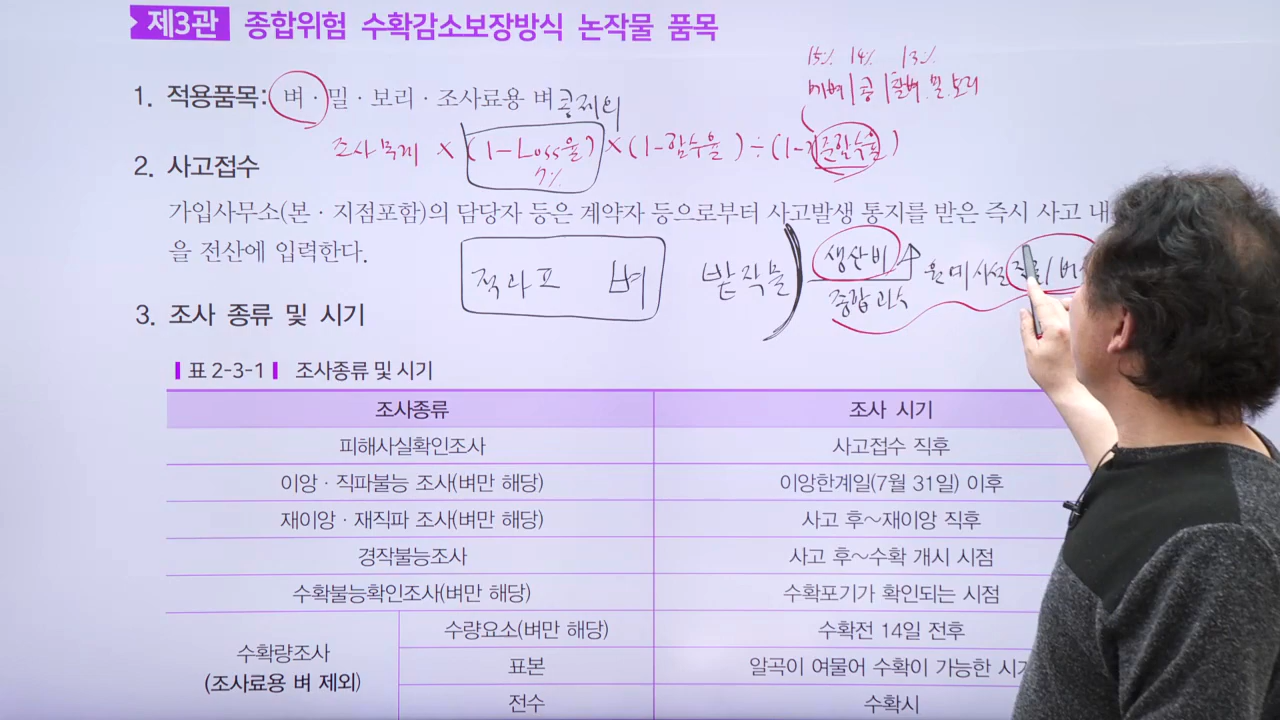 제3관 종합위험 수확감소보장방식 논작물 품목
15% 14% 13%
메벼 | 콩 | 찰벼 밀 보리
1. 적용품목: 벼 · 밀 · 보리 · 조사료용 벼 콩제외
조사무게 × (1-Loss율) × (1-함수율) ÷ (1-기준함수율)
7%
2. 사고접수
가입사무소(본 · 지점포함)의 담당자 등은 계약자 등으로부터 사고발생 통지를 받은 즉시 사고 내
을 전산에 입력한다.
적과프 벼 밭작물 생산비
종합과수 원예시설
3. 조사 종류 및 시기
표 2-3-1 조사종류 및 시기
조사종류 조사 시기
피해사실확인조사 사고접수 직후
이앙 · 직파불능 조사(벼만 해당) 이앙한계일(7월 31일) 이후
재이앙 · 재직파 조사(벼만 해당) 사고 후~재이앙 직후
경작불능조사 사고 후~수확 개시 시점
수확불능확인조사(벼만 해당) 수확포기가 확인되는 시점
수확량조사
(조사료용 벼 제외)
수량요소(벼만 해당) 수확전 14일 전후
표본 알곡이 여물어 수확이 가능한 시기
전수 수확시